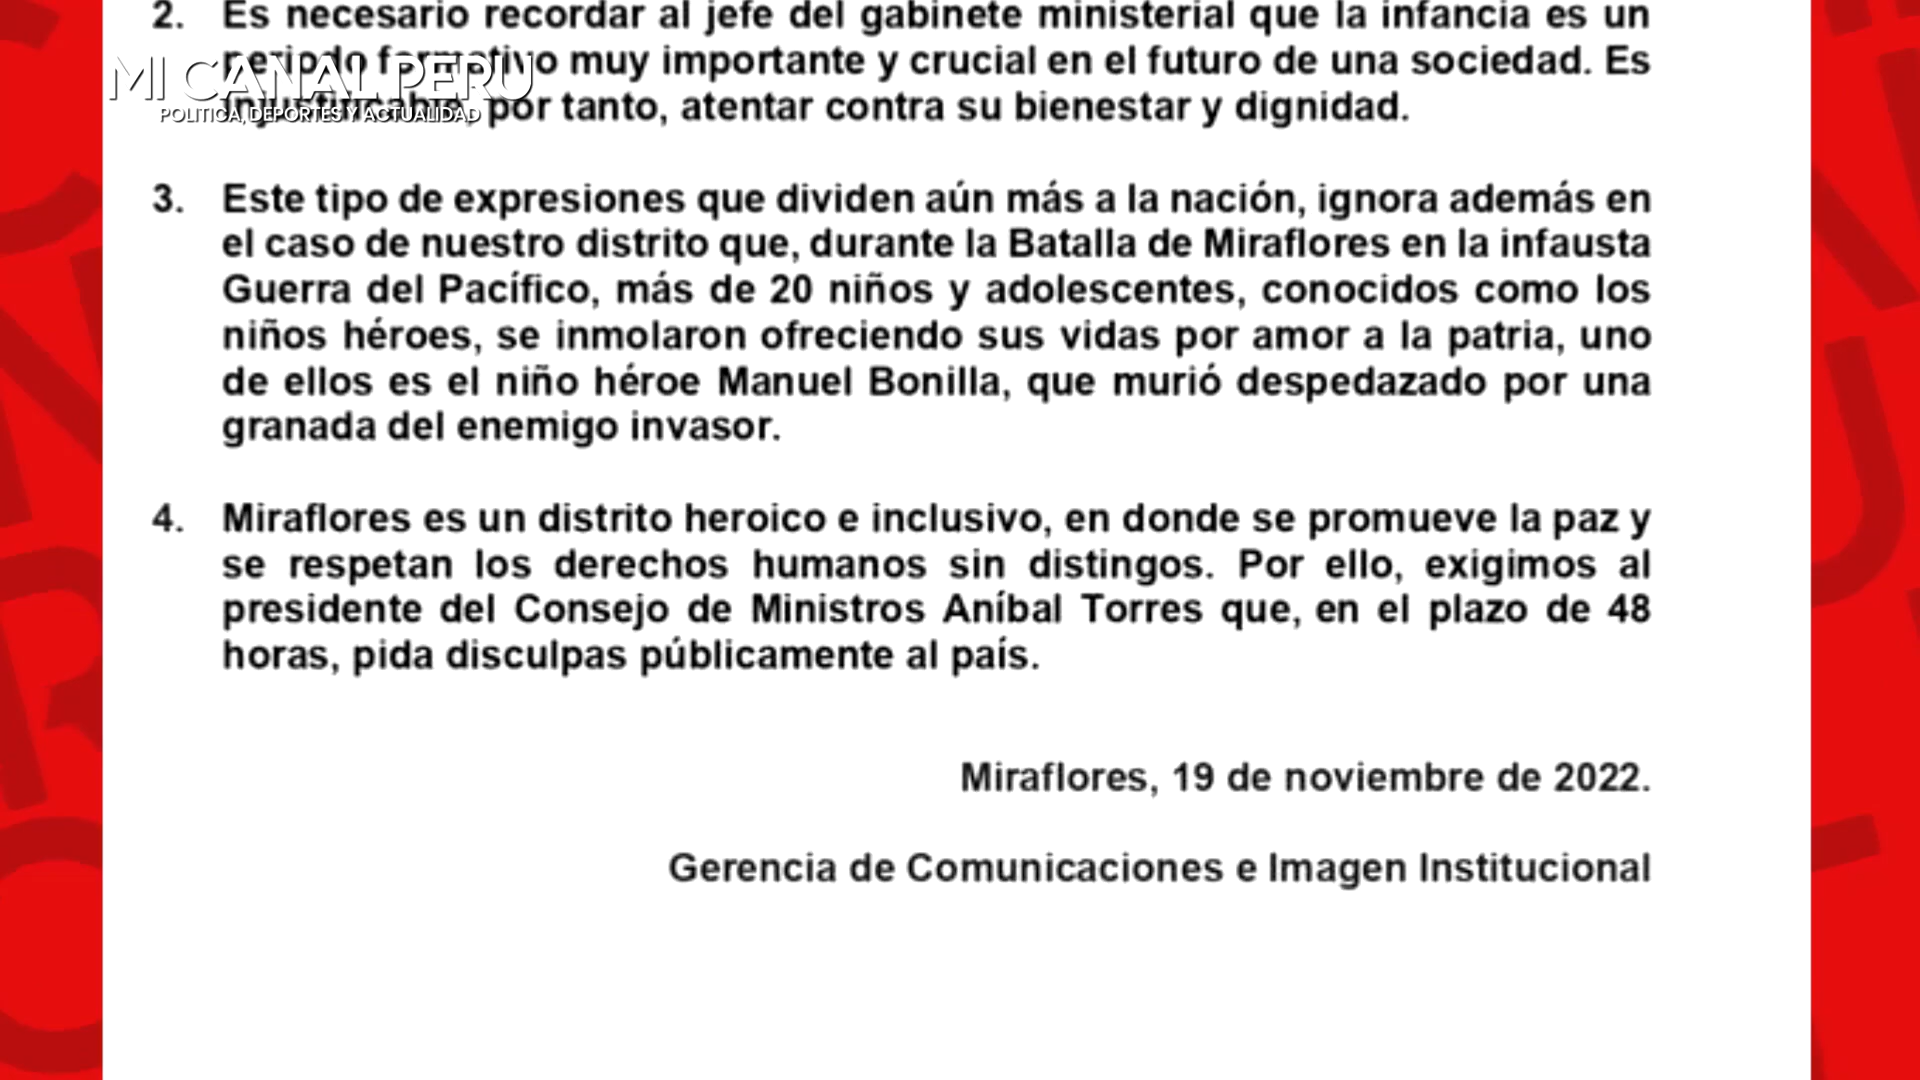 2. Es necesario recordar al jefe del gabinete ministerial que la infancia es un
periodo formativo muy importante y crucial en el futuro de una sociedad. Es
por tanto, atentar contra su bienestar y dignidad.
MI CANAL PERU
POLITICA, DEPORTES Y ACTUALIDAD
3. Este tipo de expresiones que dividen aún más a la nación, ignora además en
el caso de nuestro distrito que, durante la Batalla de Miraflores en la infausta
Guerra del Pacífico, más de 20 niños y adolescentes, conocidos como los
niños héroes, se inmolaron ofreciendo sus vidas por amor a la patria, uno
de ellos es el niño héroe Manuel Bonilla, que murió despedazado por una
granada del enemigo invasor.
4. Miraflores es un distrito heroico e inclusivo, en donde se promueve la paz y
se respetan los derechos humanos sin distingos. Por ello, exigimos al
presidente del Consejo de Ministros Aníbal Torres que, en el plazo de 48
horas, pida disculpas públicamente al país.
Miraflores, 19 de noviembre de 2022.
Gerencia de Comunicaciones e Imagen Institucional